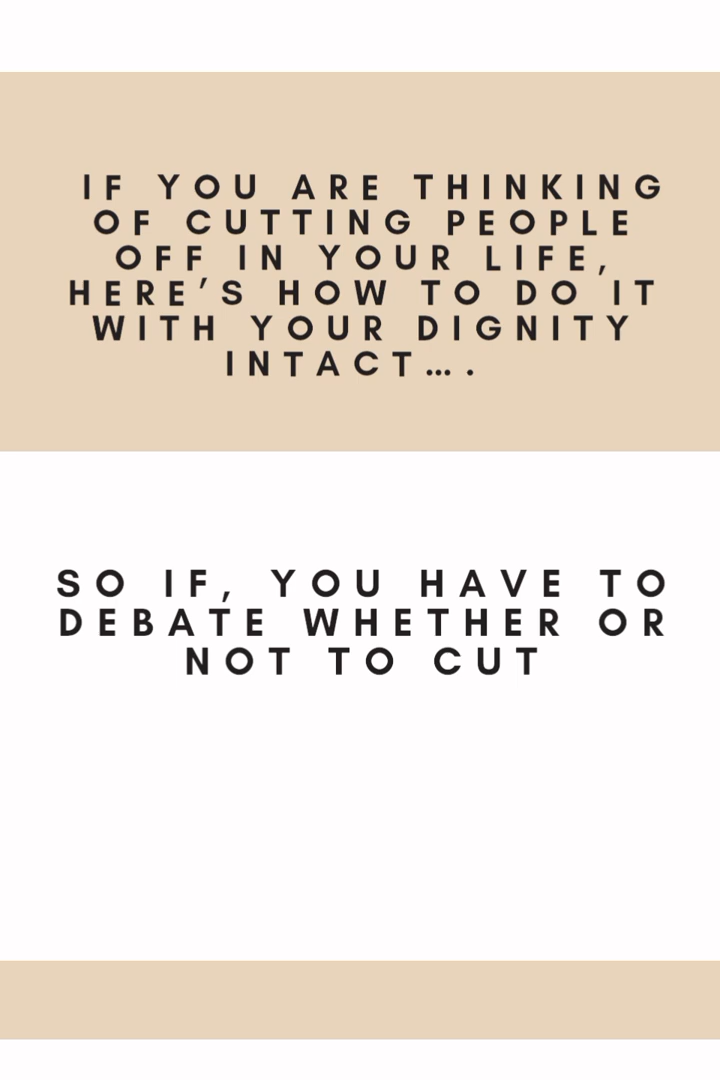 IF YOU ARE THINKING
OF CUTTING PEOPLE
OFF IN YOUR LIFE,
HERE'S HOW TO DO IT
WITH YOUR DIGNITY
INTACT... .
SO IF, YOU HAVE TO
DEBATE WHETHER OR
NOT TO CUT